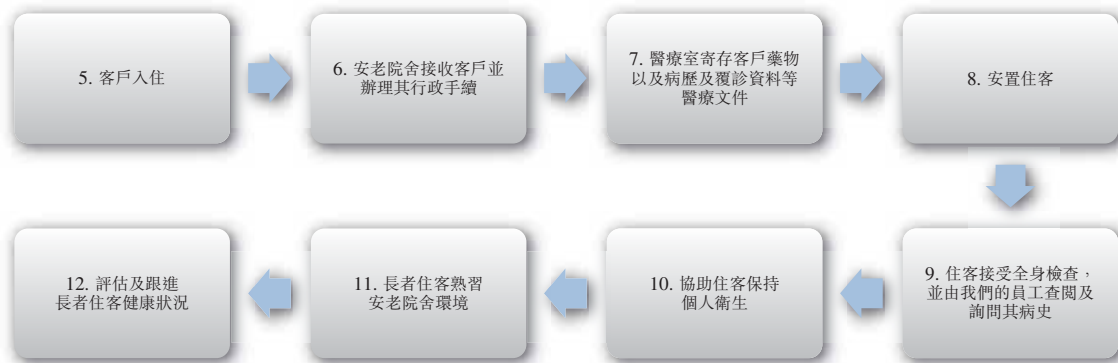 5. 客戶入住
6. 安老院舍接收客戶並
辦理其行政手續
7. 醫療室寄存客戶藥物
以及病歷及覆診資料等
醫療文件
8. 安置住客
9. 住客接受全身檢查，
並由我們的員工查閱及
詢問其病史
10. 協助住客保持
個人衛生
11. 長者住客熟習
安老院舍環境
12. 評估及跟進
長者住客健康狀況